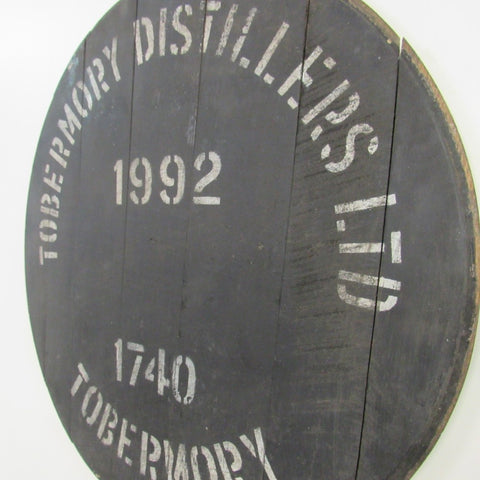 TOBERMORY DISTILLERS LTD
1992
1740
TOBERMORY